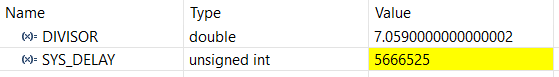 Name Type Value
(x)= DIVISOR double 7.0590000000000002
(x)= SYS_DELAY unsigned int 5666525